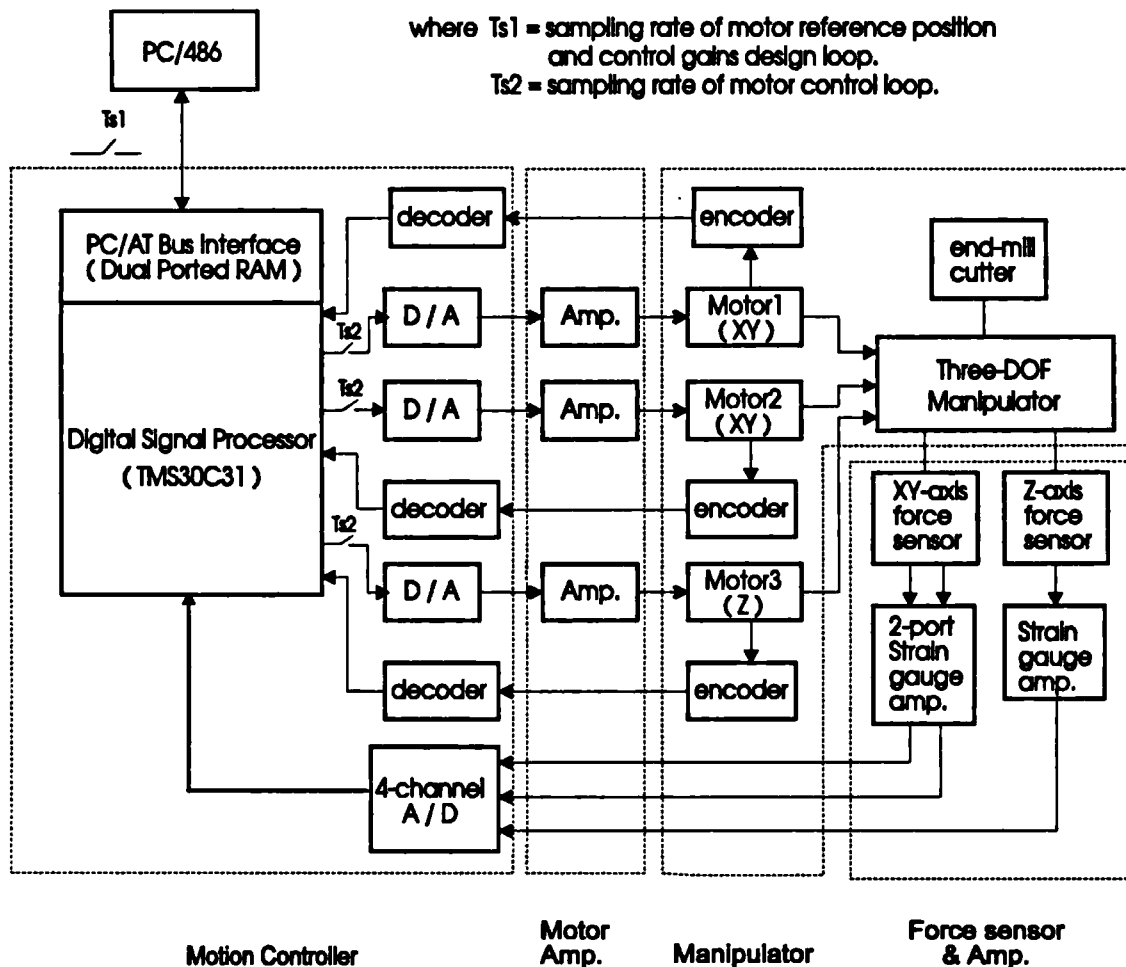 where Ts1 = sampling rate of motor reference position
and control gains design loop.
Ts2 = sampling rate of motor control loop.
PC/486
Ts1
PC/AT Bus Interface
( Dual Ported RAM )
decoder
encoder
end-mill
cutter
Ts2
D / A
Amp.
Motor1
( XY )
Three-DOF
Manipulator
Ts2
D / A
Amp.
Motor2
( XY )
Digital Signal Processor
( TMS30C31 )
decoder
encoder
XY-axis
force
sensor
Z-axis
force
sensor
Ts2
D / A
Amp.
Motor3
( Z )
2-port
Strain
gauge
amp.
Strain
gauge
amp.
decoder
encoder
4-channel
A / D
Motion Controller
Motor
Amp.
Manipulator
Force sensor
& Amp.